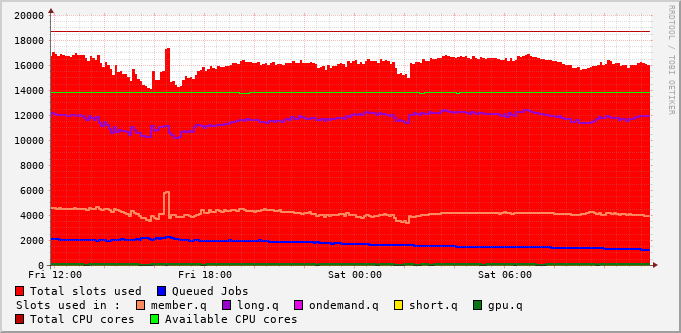 20000
18000
16000
14000
12000
10000
8000
6000
4000
2000
0
Fri 12:00 Fri 18:00 Sat 00:00 Sat 06:00
RRDTOOL / TOBI OETIKER
Total slots used Queued Jobs
Slots used in : member.q long.q ondemand.q short.q gpu.q
Total CPU cores Available CPU cores